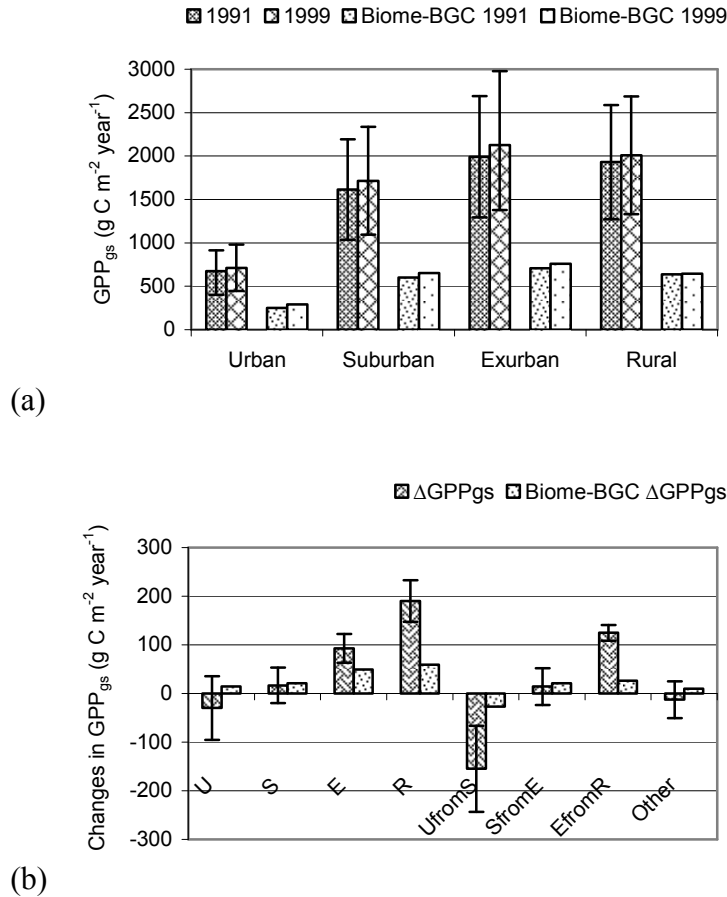 1991 1999 Biome-BGC 1991 Biome-BGC 1999
GPPgs (g C m-2 year-1)
3000
2500
2000
1500
1000
500
0
Urban Suburban Exurban Rural
(a)
ΔGPPgs Biome-BGC ΔGPPgs
Changes in GPPgs (g C m-2 year-1)
300
200
100
0
-100
-200
-300
U S E R UfromS SfromE EfromR Other
(b)